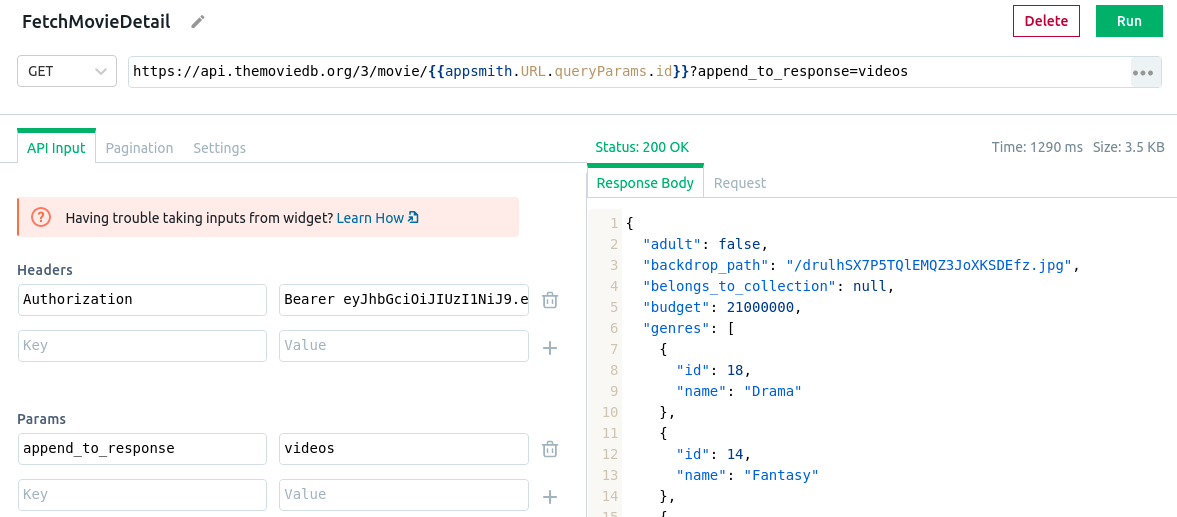 FetchMovieDetail
Delete
Run
GET
https://api.themoviedb.org/3/movie/{{appsmith.URL.queryParams.id}}?append_to_response=videos
API Input
Pagination
Settings
Status: 200 OK
Time: 1290 ms Size: 3.5 KB
Response Body
Request
Having trouble taking inputs from widget? Learn How
Headers
Authorization
Bearer eyJhbGciOiJIUzI1NiJ9.e
Key
Value
Params
append_to_response
videos
Key
Value
1 {
2 "adult": false,
3 "backdrop_path": "/drulhSX7P5TQlEMQZ3JoXKSDEfz.jpg",
4 "belongs_to_collection": null,
5 "budget": 21000000,
6 "genres": [
7 {
8 "id": 18,
9 "name": "Drama"
10 },
11 {
12 "id": 14,
13 "name": "Fantasy"
14 },
15 {